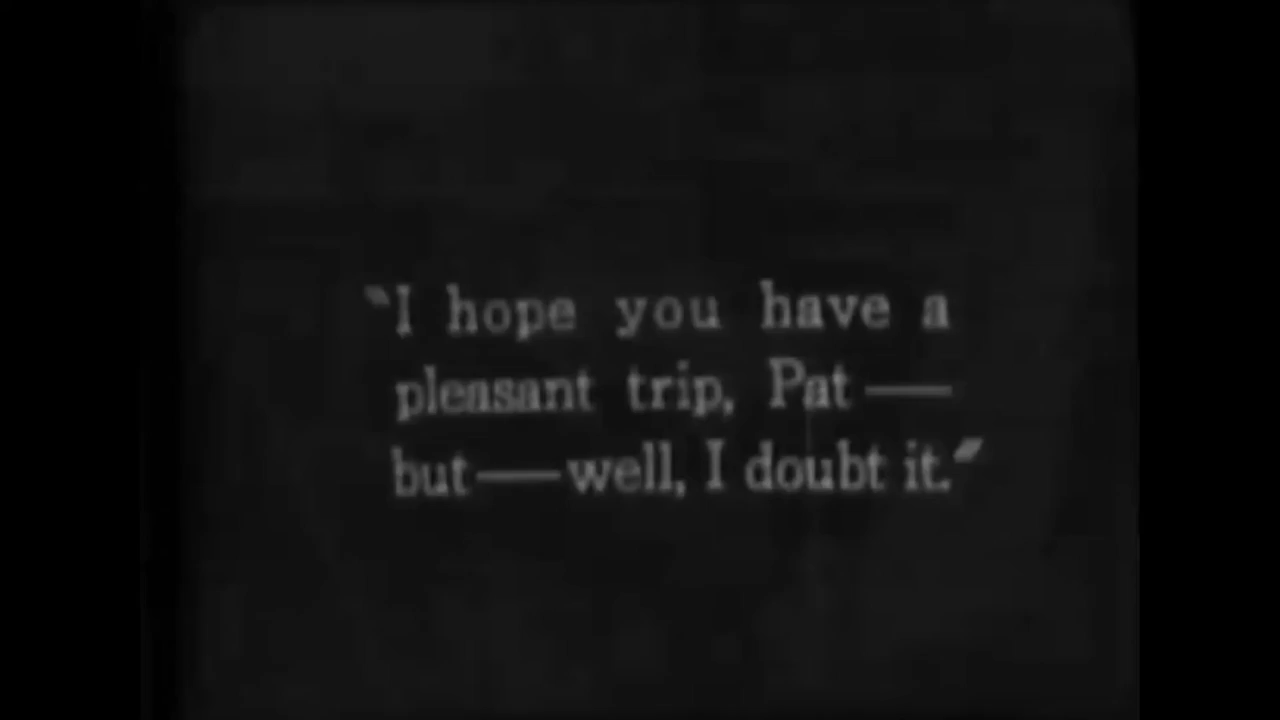 "I hope you have a
pleasant trip, Pat —
but — well, I doubt it."